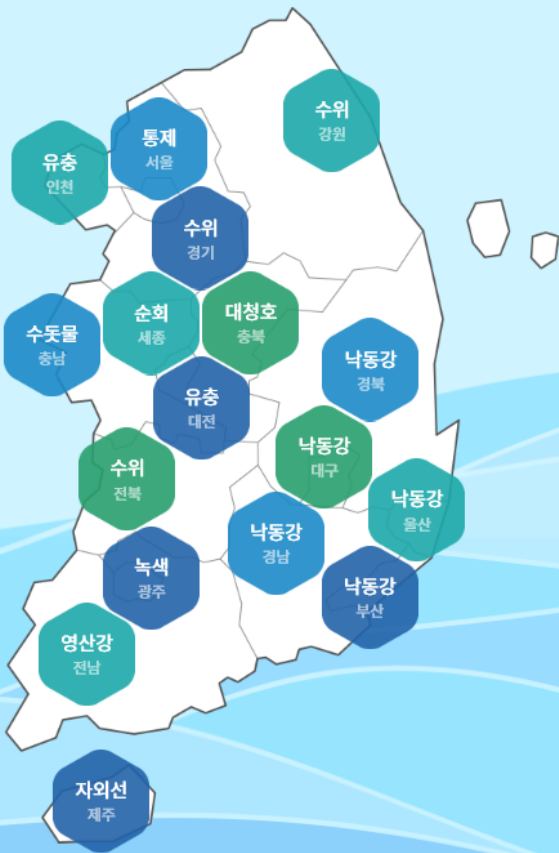 수위
강원
통제
서울
유충
인천
수위
경기
순회
세종
대청호
충북
수돗물
충남
낙동강
경북
유충
대전
낙동강
대구
수위
전북
낙동강
울산
낙동강
경남
녹색
광주
낙동강
부산
영산강
전남
자외선
제주